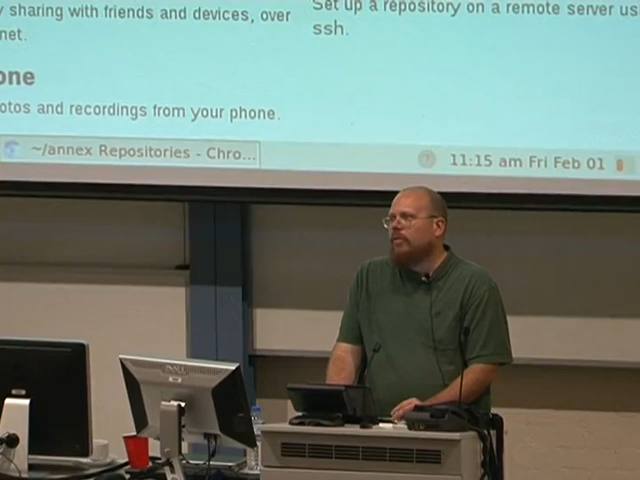 y sharing with friends and devices, over
net.
Set up a repository on a remote server us
ssh.
one
otos and recordings from your phone.
~/annex Repositories - Chro...
11:15 am Fri Feb 01
DELL